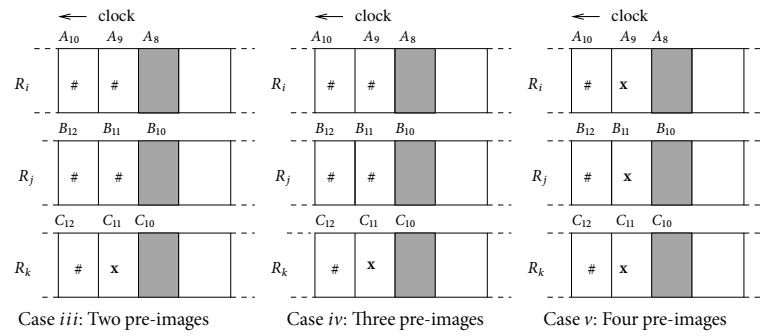 clock clock clock
A10 A9 A8 A10 A9 A8 A10 A9 A8
Ri # # Ri # # Ri # x
B12 B11 B10 B12 B11 B10 B12 B11 B10
Rj # # Rj # # Rj # x
C12 C11 C10 C12 C11 C10 C12 C11 C10
Rk # x Rk # x Rk # x
Case iii: Two pre-images Case iv: Three pre-images Case v: Four pre-images